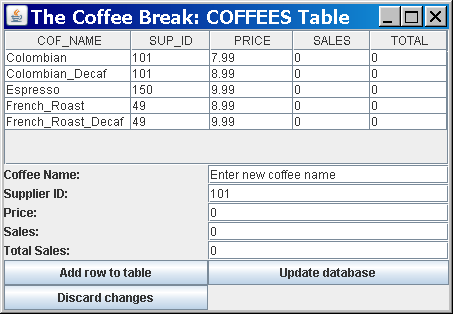 The Coffee Break: COFFEES Table
COF_NAME SUP_ID PRICE SALES TOTAL
Colombian 101 7.99 0 0
Colombian_Decaf 101 8.99 0 0
Espresso 150 9.99 0 0
French_Roast 49 8.99 0 0
French_Roast_Decaf 49 9.99 0 0
Coffee Name: Enter new coffee name
Supplier ID: 101
Price: 0
Sales: 0
Total Sales: 0
Add row to table Update database
Discard changes